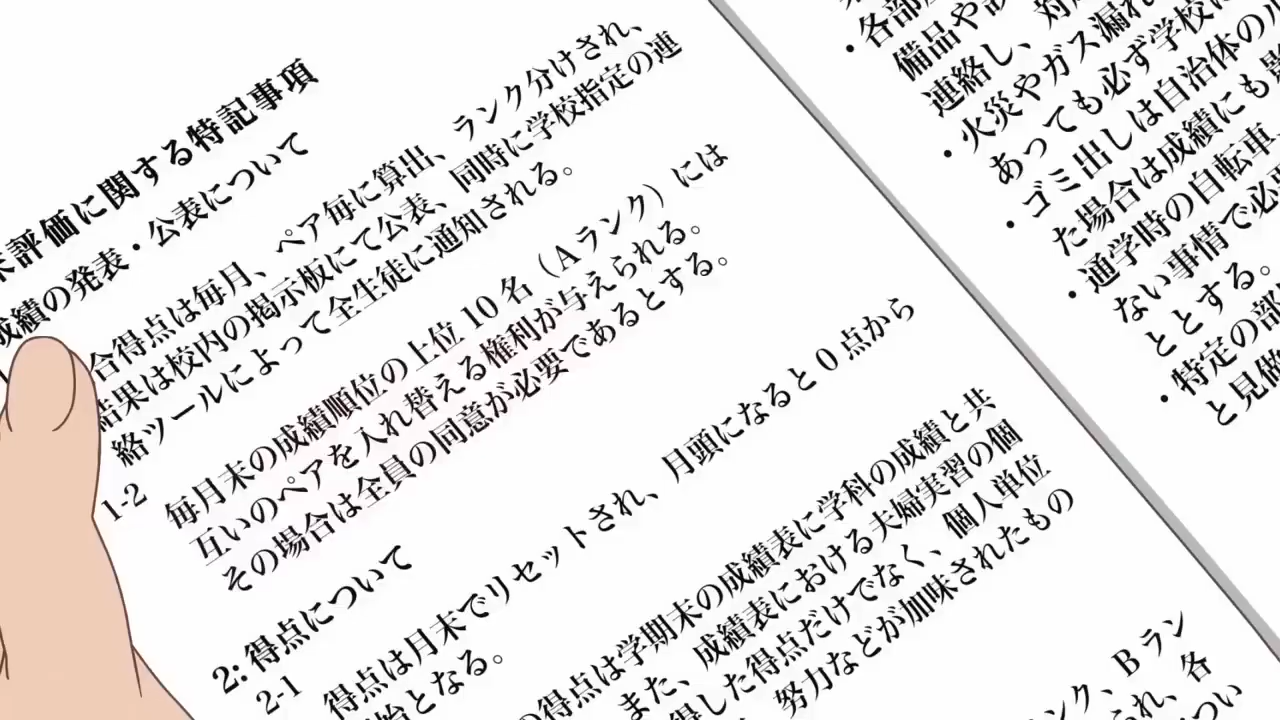 評価に関する特記事項
成績の発表・公表について
合得点は毎月、ペア毎に算出、ランク分けされ、
結果は校内の掲示板にて公表、同時に学校指定の連
絡ツールによって全生徒に通知される。
1-2
毎月末の成績順位の上位10名（Aランク）には
互いのペアを入れ替える権利が与えられる。
その場合は全員の同意が必要であるとする。
2: 得点について
2-1
得点は月末でリセットされ、月頭になると0点から
始となる。
の得点は学期末の成績表に学科の成績と共
また、成績表における夫婦実習の個
得した得点だけでなく、個人単位
努力などが加味されたもの
ンク、Bラン
られ、各
につい
・各部屋
備品や設
連絡し、対
・火災やガス漏れ
あっても必ず学校に
・ゴミ出しは自治体の
た場合は成績にも影
・通学時の自転車、
ない事情で必要
ととする。
・特定の部
と見做